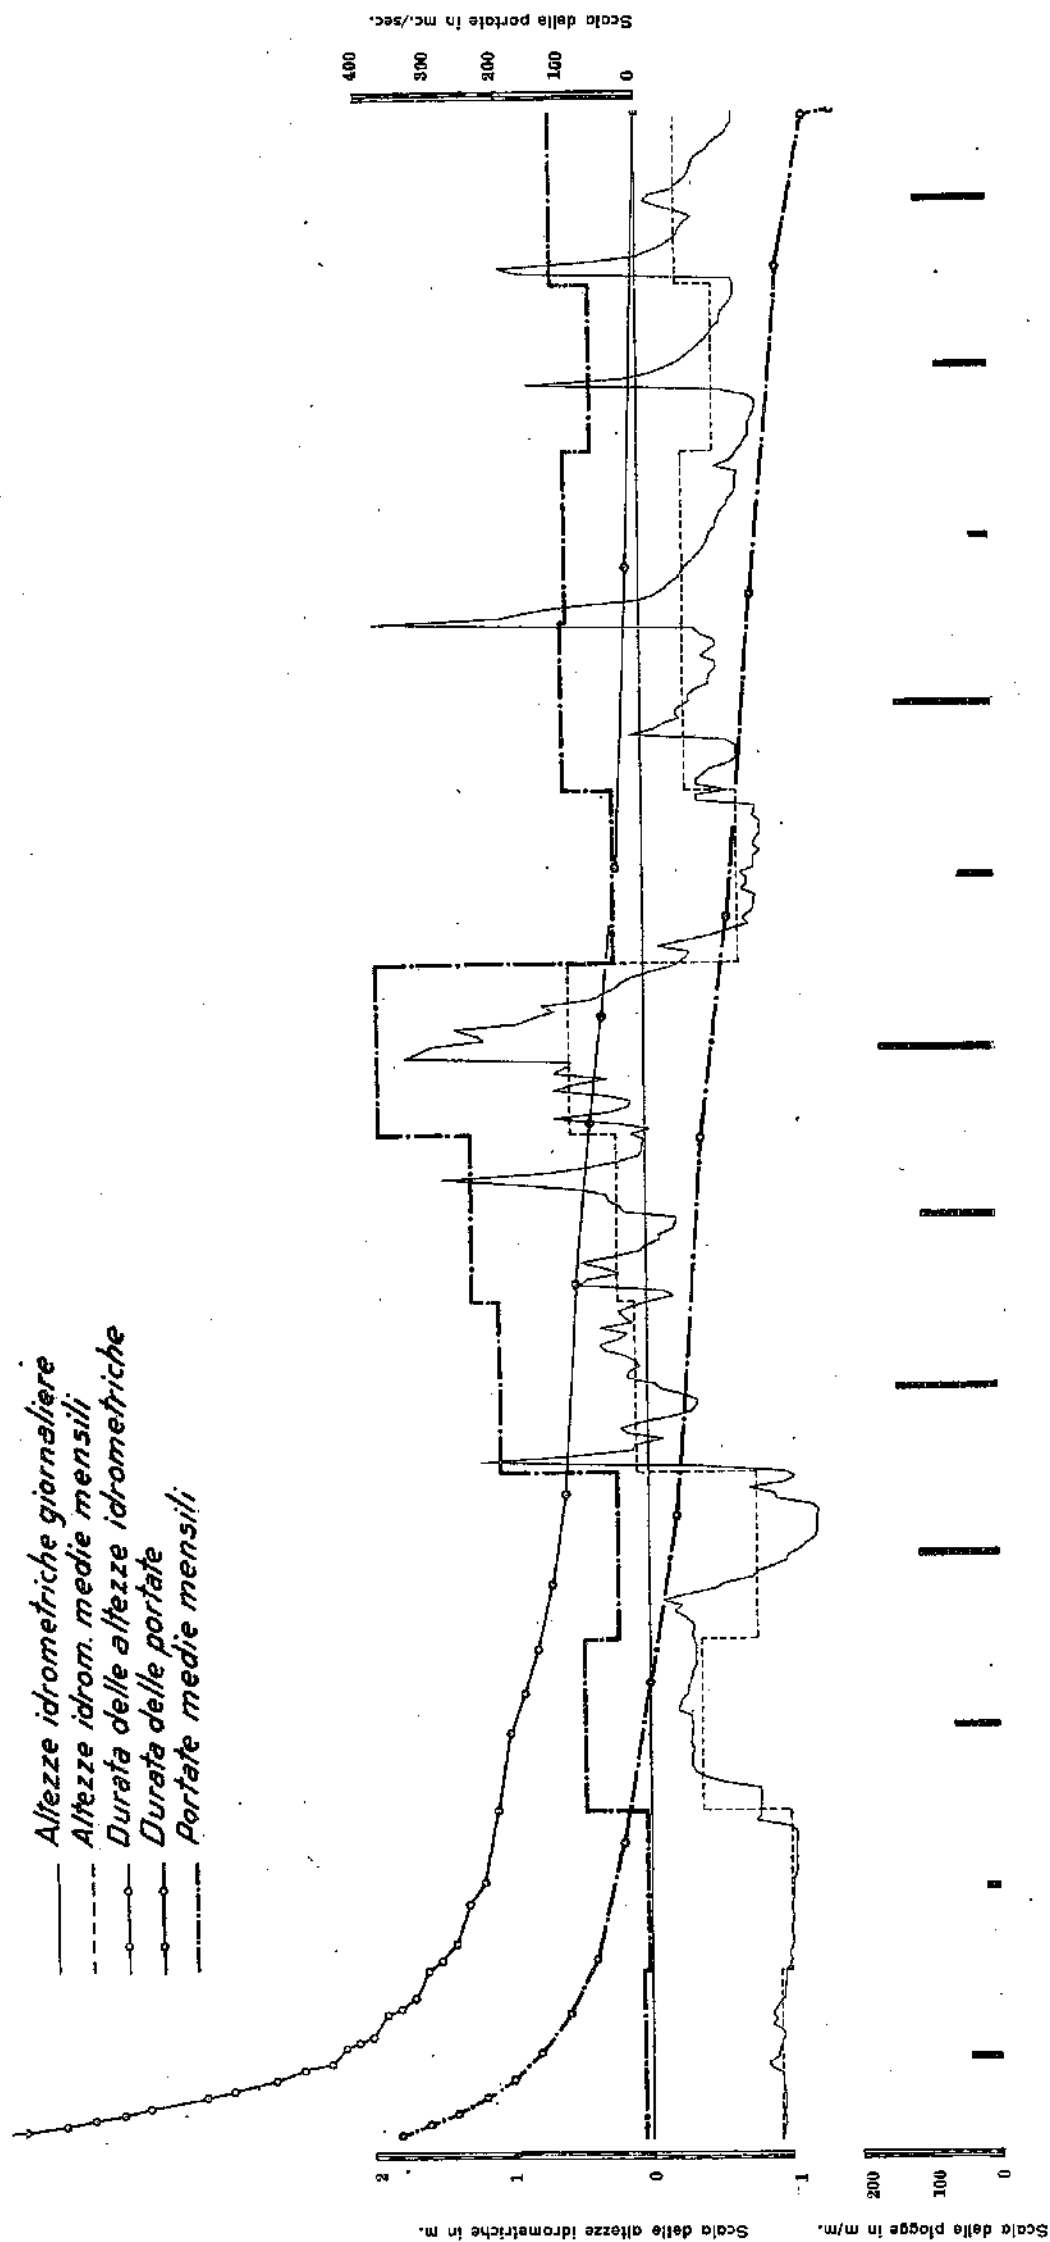 Altezze idrometriche giornaliere
Altezze idrom. medie mensili
Durata delle altezze idrometriche
Durata delle portate
Portate medie mensili
Scala delle portate in mc./sec.
400
300
200
100
0
Scala delle altezze idrometriche in m.
2
1
0
1
Scala delle piogge in m/m.
200
100
0